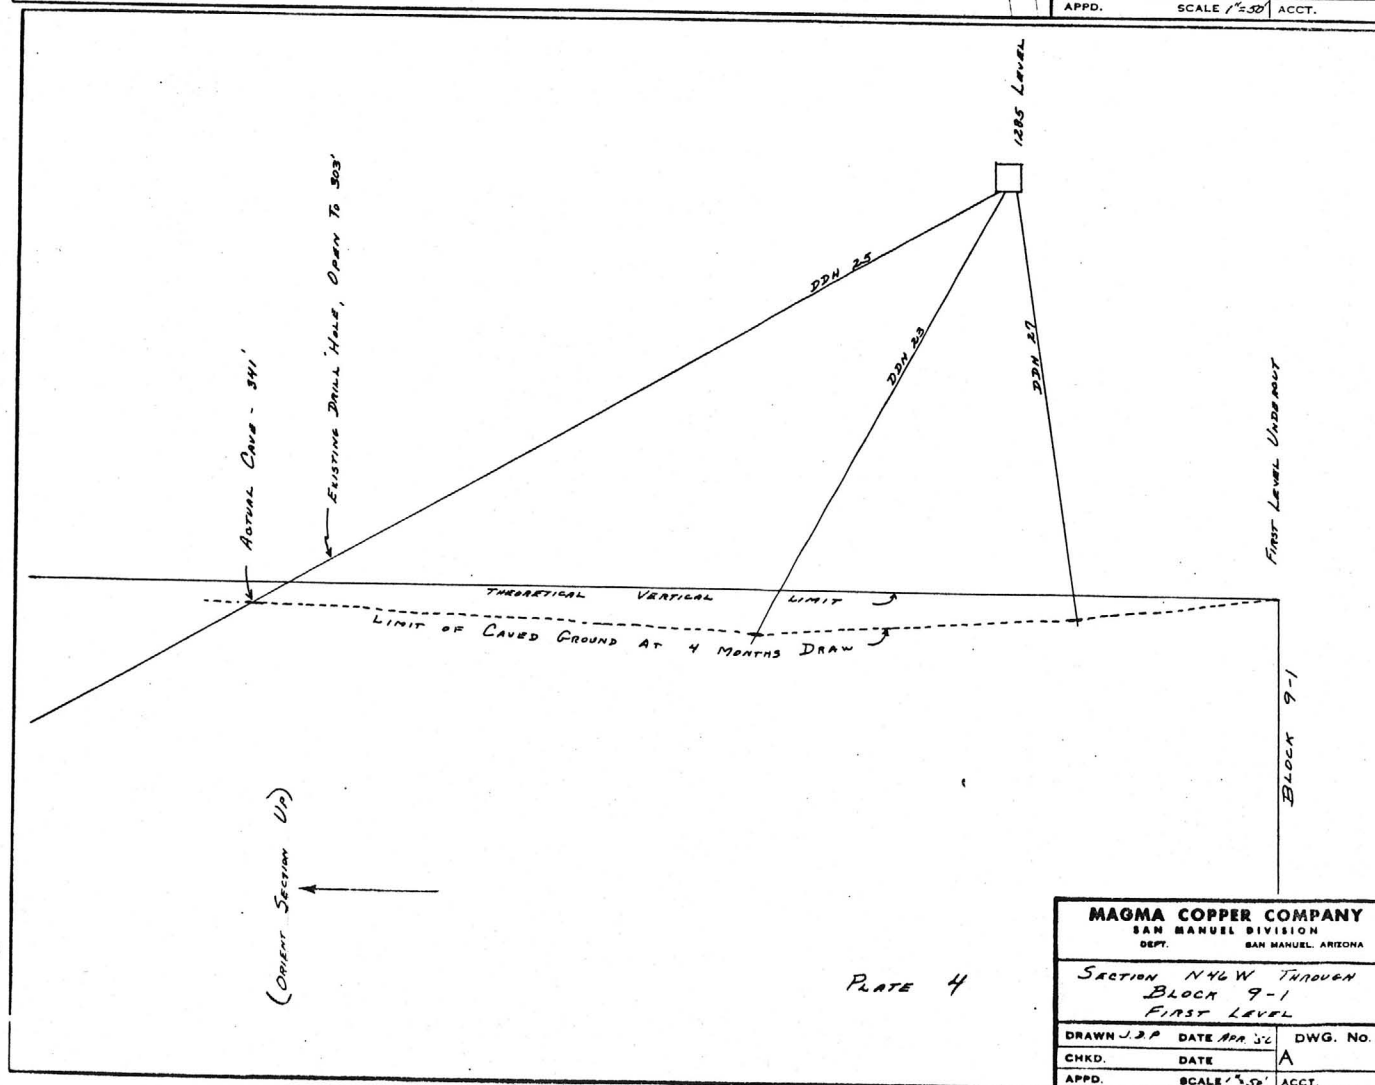 APPD. SCALE 1"=50' ACCT.
1285 LEVEL
EXISTING DRILL HOLE, OPEN TO 303'
ACTUAL CAVE - 341'
DDH 25
DDH 23
DDH 27
FIRST LEVEL UNDERCUT
THEORETICAL VERTICAL LIMIT
LIMIT OF CAVED GROUND AT 4 MONTHS DRAW
BLOCK 9-1
(ORIENT SECTION UP)
PLATE 4
MAGMA COPPER COMPANY
SAN MANUEL DIVISION
DEPT. SAN MANUEL, ARIZONA
SECTION N46W THROUGH
BLOCK 9-1
FIRST LEVEL
DRAWN J.D.P DATE APR. DWG. No.
CHKD. DATE A
APPD. SCALE 1"=50' ACCT.